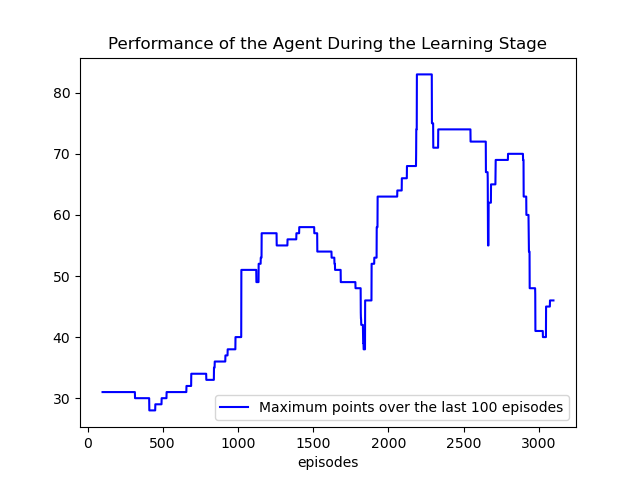 Performance of the Agent During the Learning Stage
80
70
60
50
40
30
Maximum points over the last 100 episodes
0 500 1000 1500 2000 2500 3000
episodes